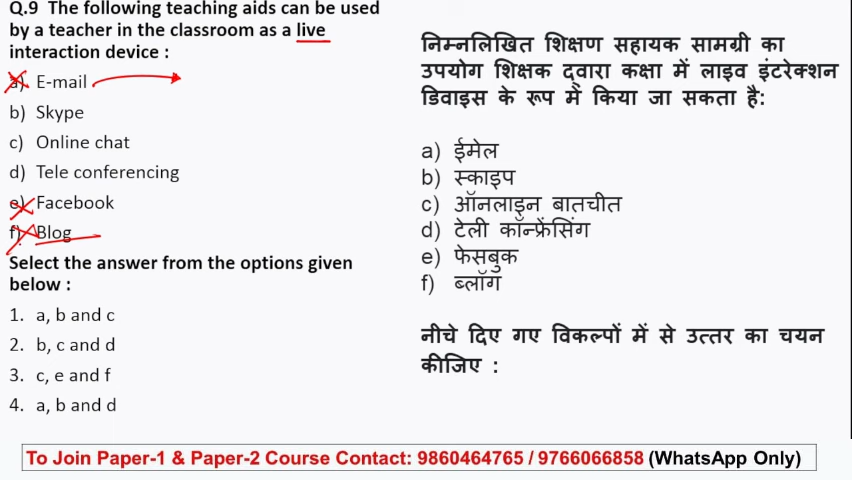 Q.9 The following teaching aids can be used
by a teacher in the classroom as a live
interaction device :
a) E-mail
b) Skype
c) Online chat
d) Tele conferencing
e) Facebook
f) Blog
Select the answer from the options given
below :
1. a, b and c
2. b, c and d
3. c, e and f
4. a, b and d
निम्नलिखित शिक्षण सहायक सामग्री का
उपयोग शिक्षक द्वारा कक्षा में लाइव इंटरेक्शन
डिवाइस के रूप में किया जा सकता है:
a) ईमेल
b) स्काइप
c) ऑनलाइन बातचीत
d) टेली कॉन्फ्रेंसिंग
e) फेसबुक
f) ब्लॉग
नीचे दिए गए विकल्पों में से उत्तर का चयन
कीजिए :
To Join Paper-1 & Paper-2 Course Contact: 9860464765 / 9766066858 (WhatsApp Only)